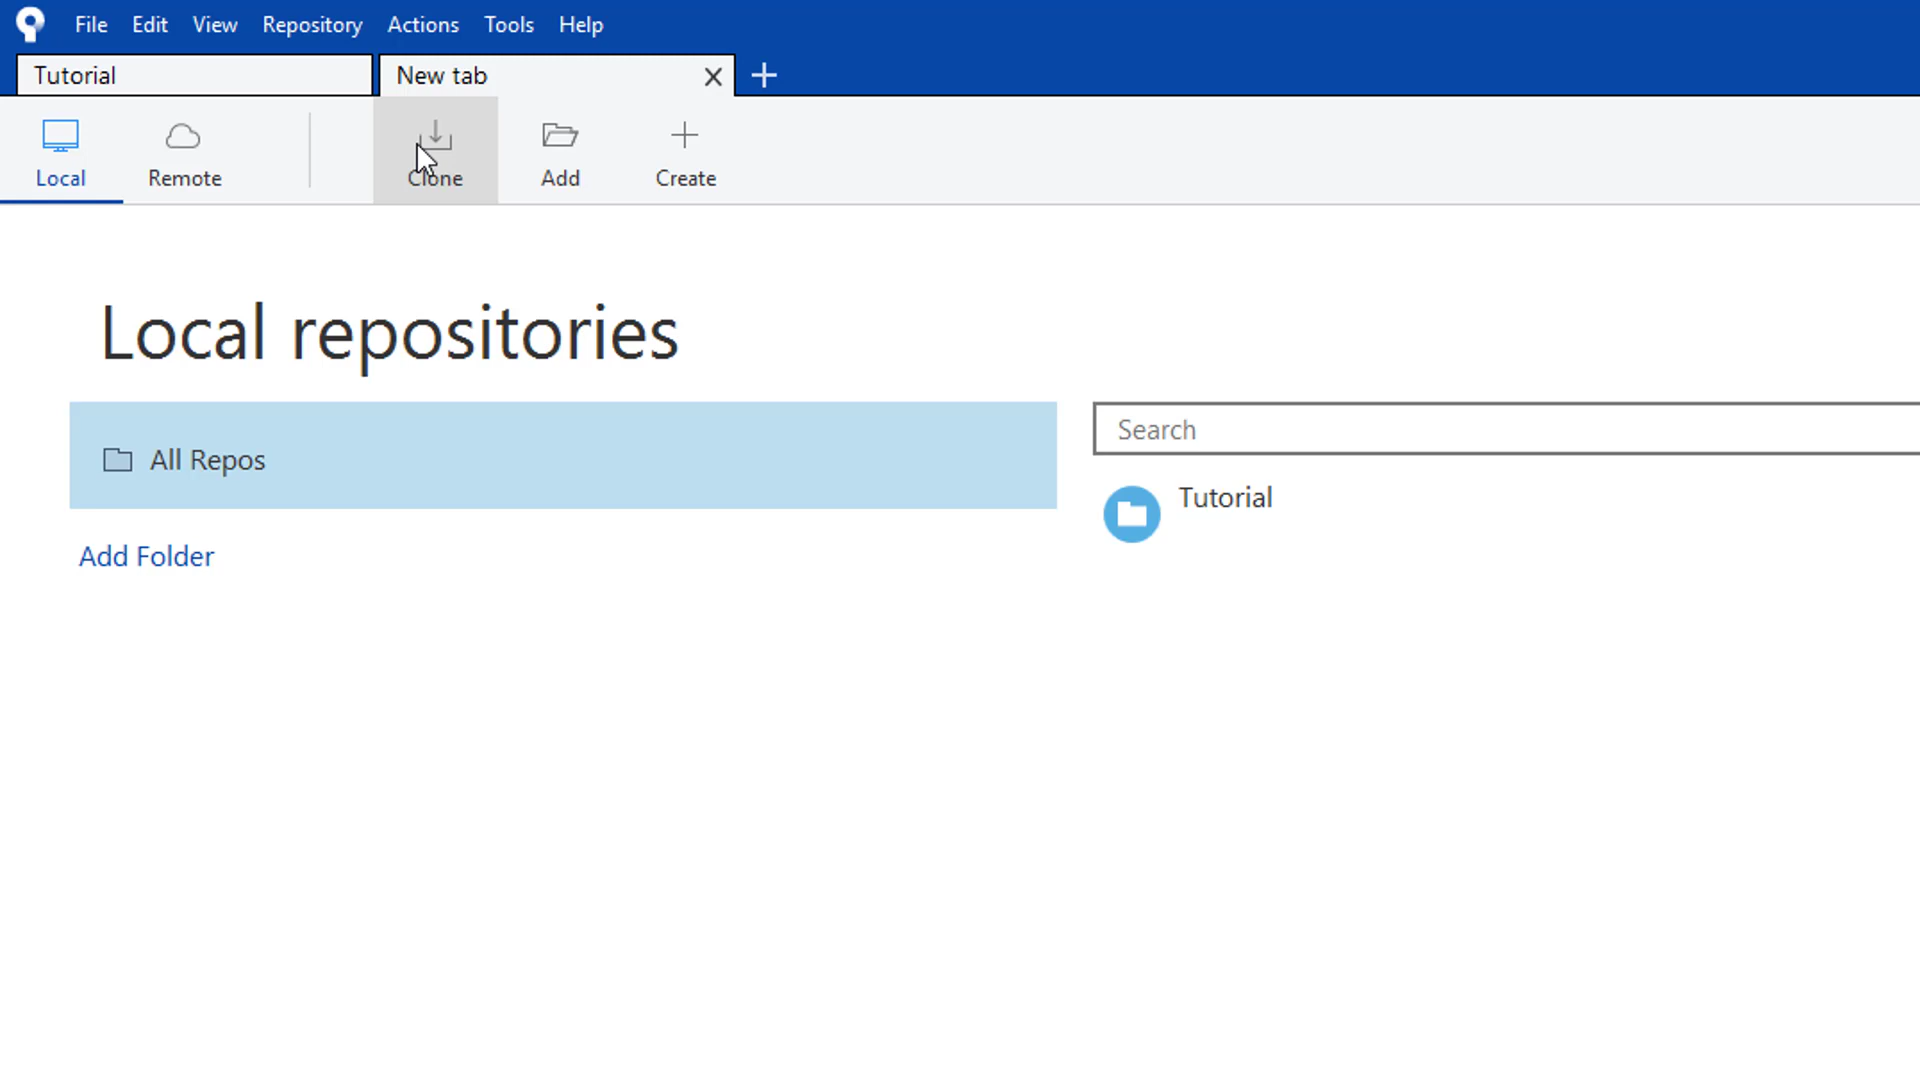 File Edit View Repository Actions Tools Help
Tutorial New tab
Local Remote Clone Add Create
Local repositories
All Repos Search
Tutorial
Add Folder